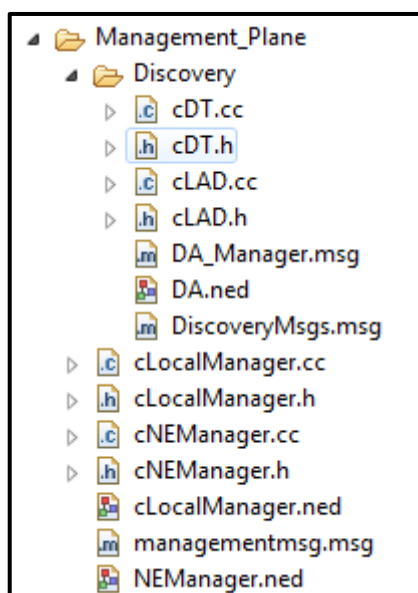 Management_Plane
Discovery
.c cDT.cc
.h cDT.h
.c cLAD.cc
.h cLAD.h
.m DA_Manager.msg
DA.ned
.m DiscoveryMsgs.msg
.c cLocalManager.cc
.h cLocalManager.h
.c cNEManager.cc
.h cNEManager.h
cLocalManager.ned
.m managementmsg.msg
NEManager.ned